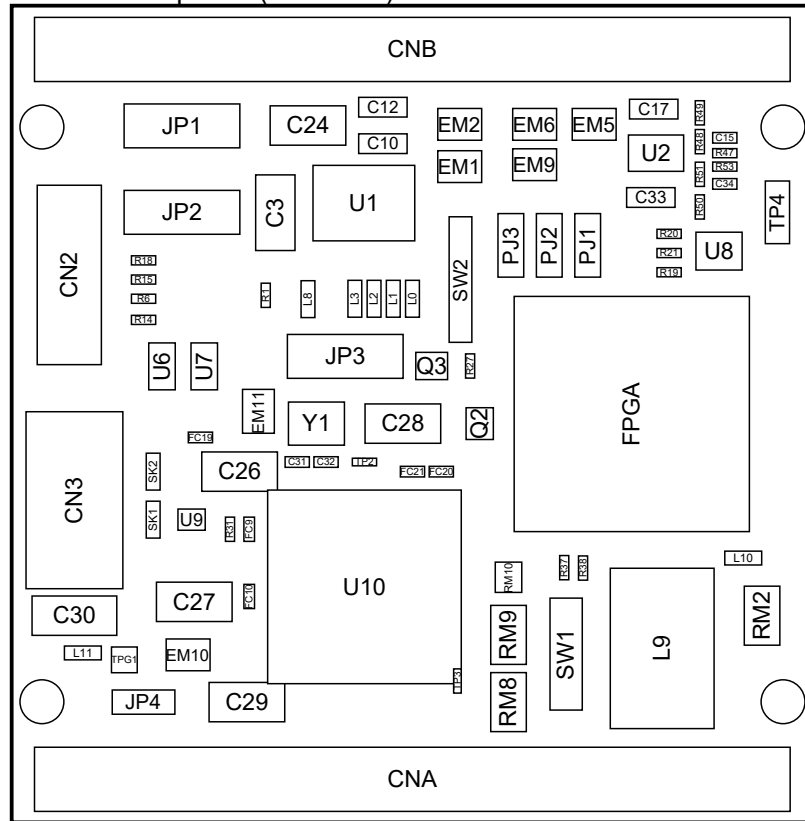 CNB
JP1
C24
C12
C10
EM2
EM6
EM5
EM1
EM9
C17
R49
R48
C15
R47
U2
R53
R51
C34
C33
R50
CN2
JP2
C3
U1
TP4
SW2
PJ3
PJ2
PJ1
R20
R21
R19
U8
R18
R15
R6
R14
R1
L8
L3
L2
L1
L0
U6
U7
JP3
Q3
R27
FPGA
EM11
Y1
C28
Q2
FC19
CN3
SK2
SK1
C26
C31
C32
TP2
FC21
FC20
U9
R31
FC9
U10
RM10
R37
R38
L10
C30
C27
FC10
RM9
SW1
L9
RM2
L11
TPG1
EM10
TP3
RM8
JP4
C29
CNA